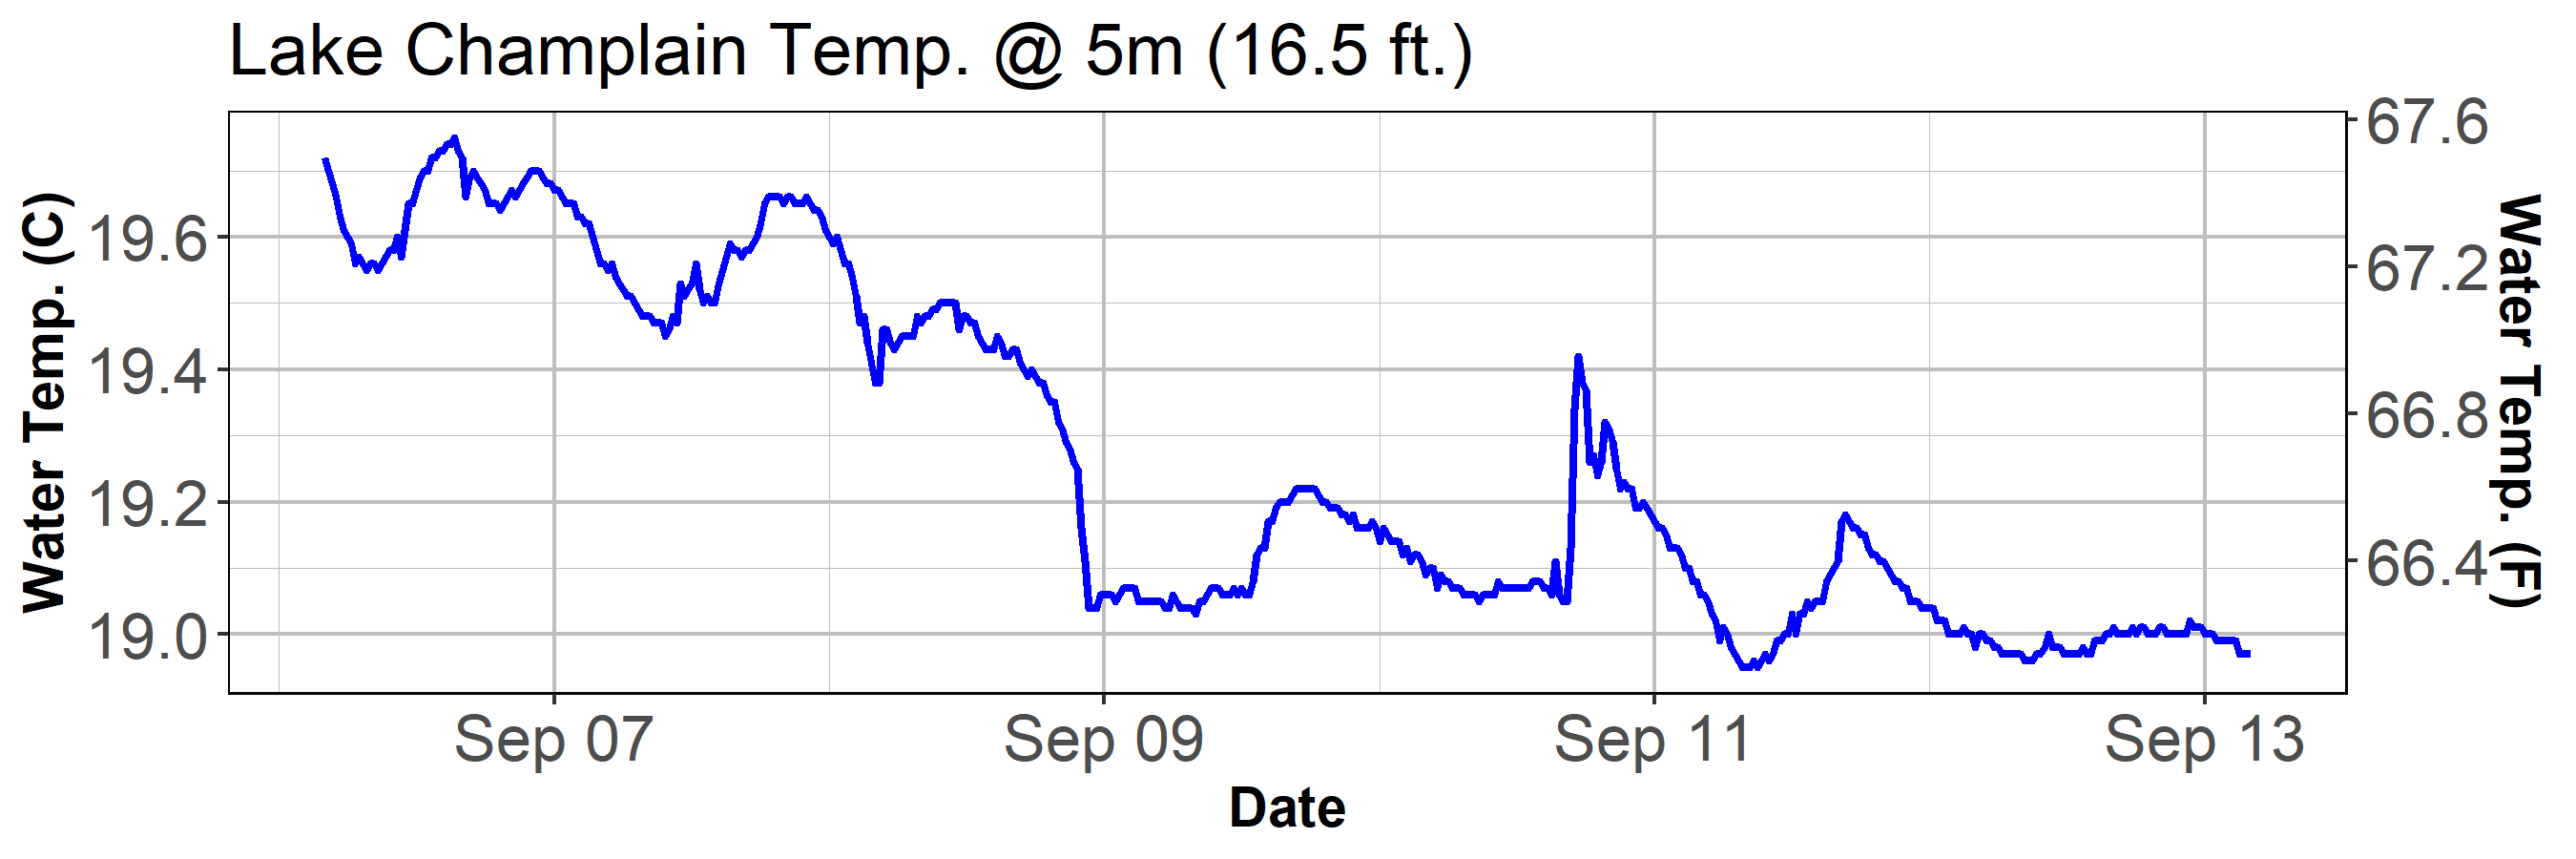 Lake Champlain Temp. @ 5m (16.5 ft.)
Water Temp. (C)
19.6
19.4
19.2
19.0
67.6
67.2
66.8
66.4
Water Temp. (F)
Sep 07
Sep 09
Sep 11
Sep 13
Date